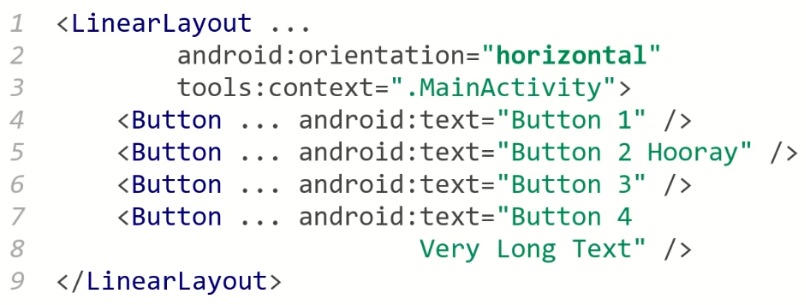 1 <LinearLayout ...
2 android:orientation="horizontal"
3 tools:context=".MainActivity">
4 <Button ... android:text="Button 1" />
5 <Button ... android:text="Button 2 Hooray" />
6 <Button ... android:text="Button 3" />
7 <Button ... android:text="Button 4
8 Very Long Text" />
9 </LinearLayout>